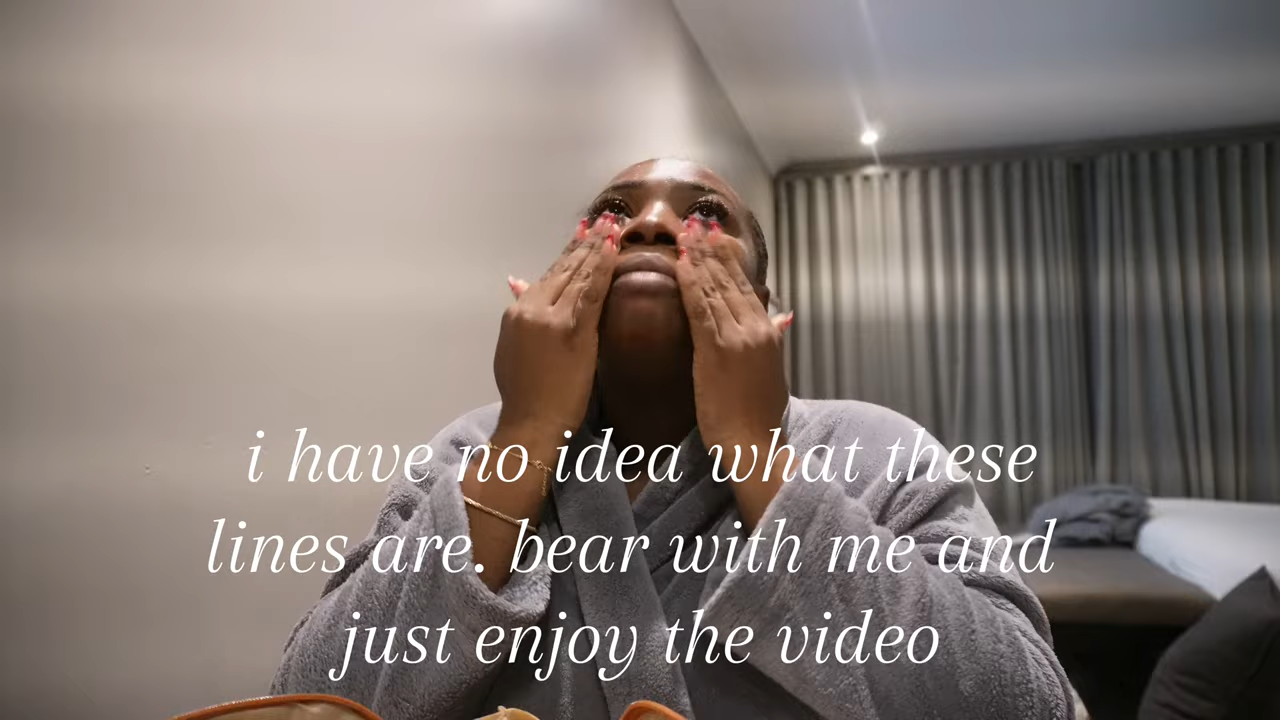 i have no idea what these
lines are. bear with me and
just enjoy the video